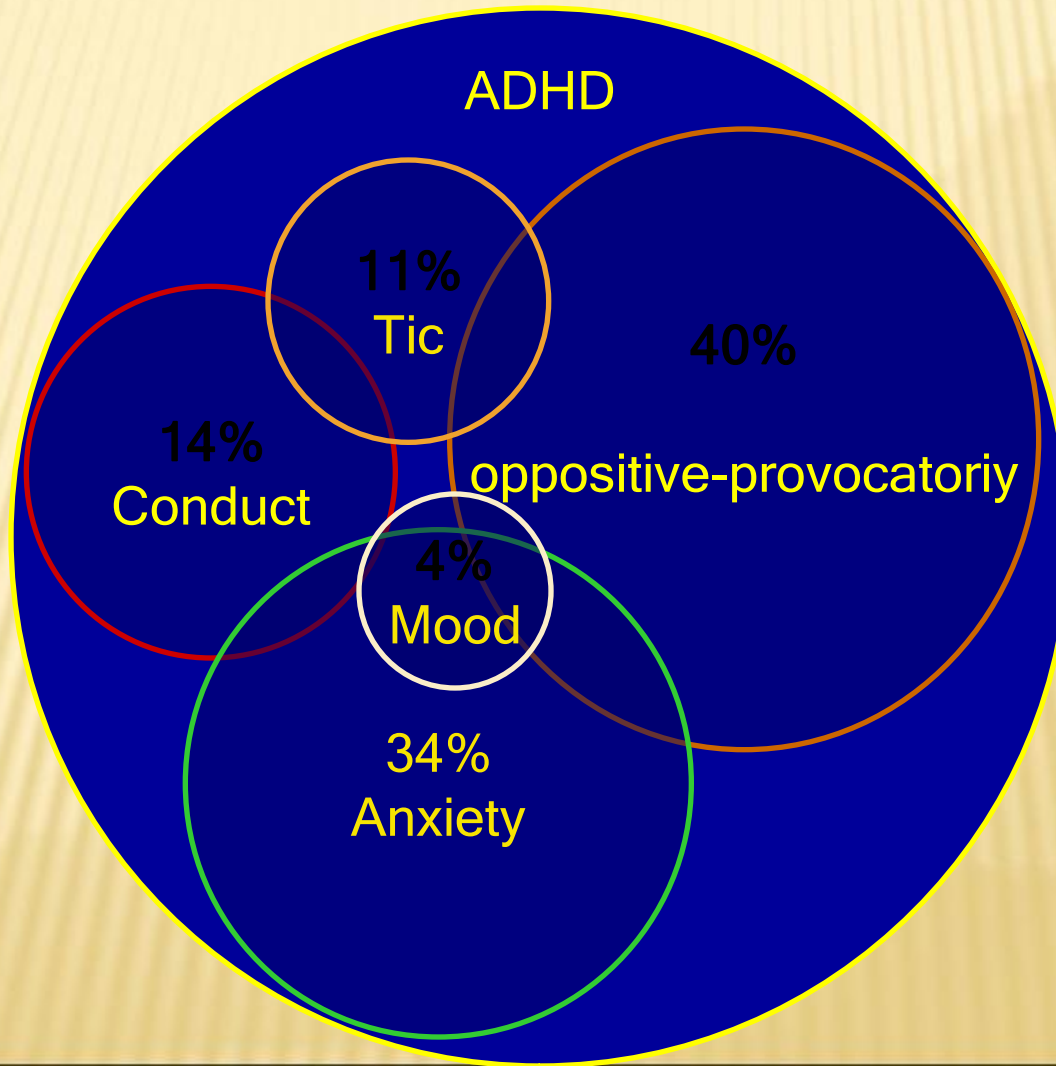 ADHD
11%
Tic
40%
14%
Conduct
oppositive-provocatoriy
4%
Mood
34%
Anxiety